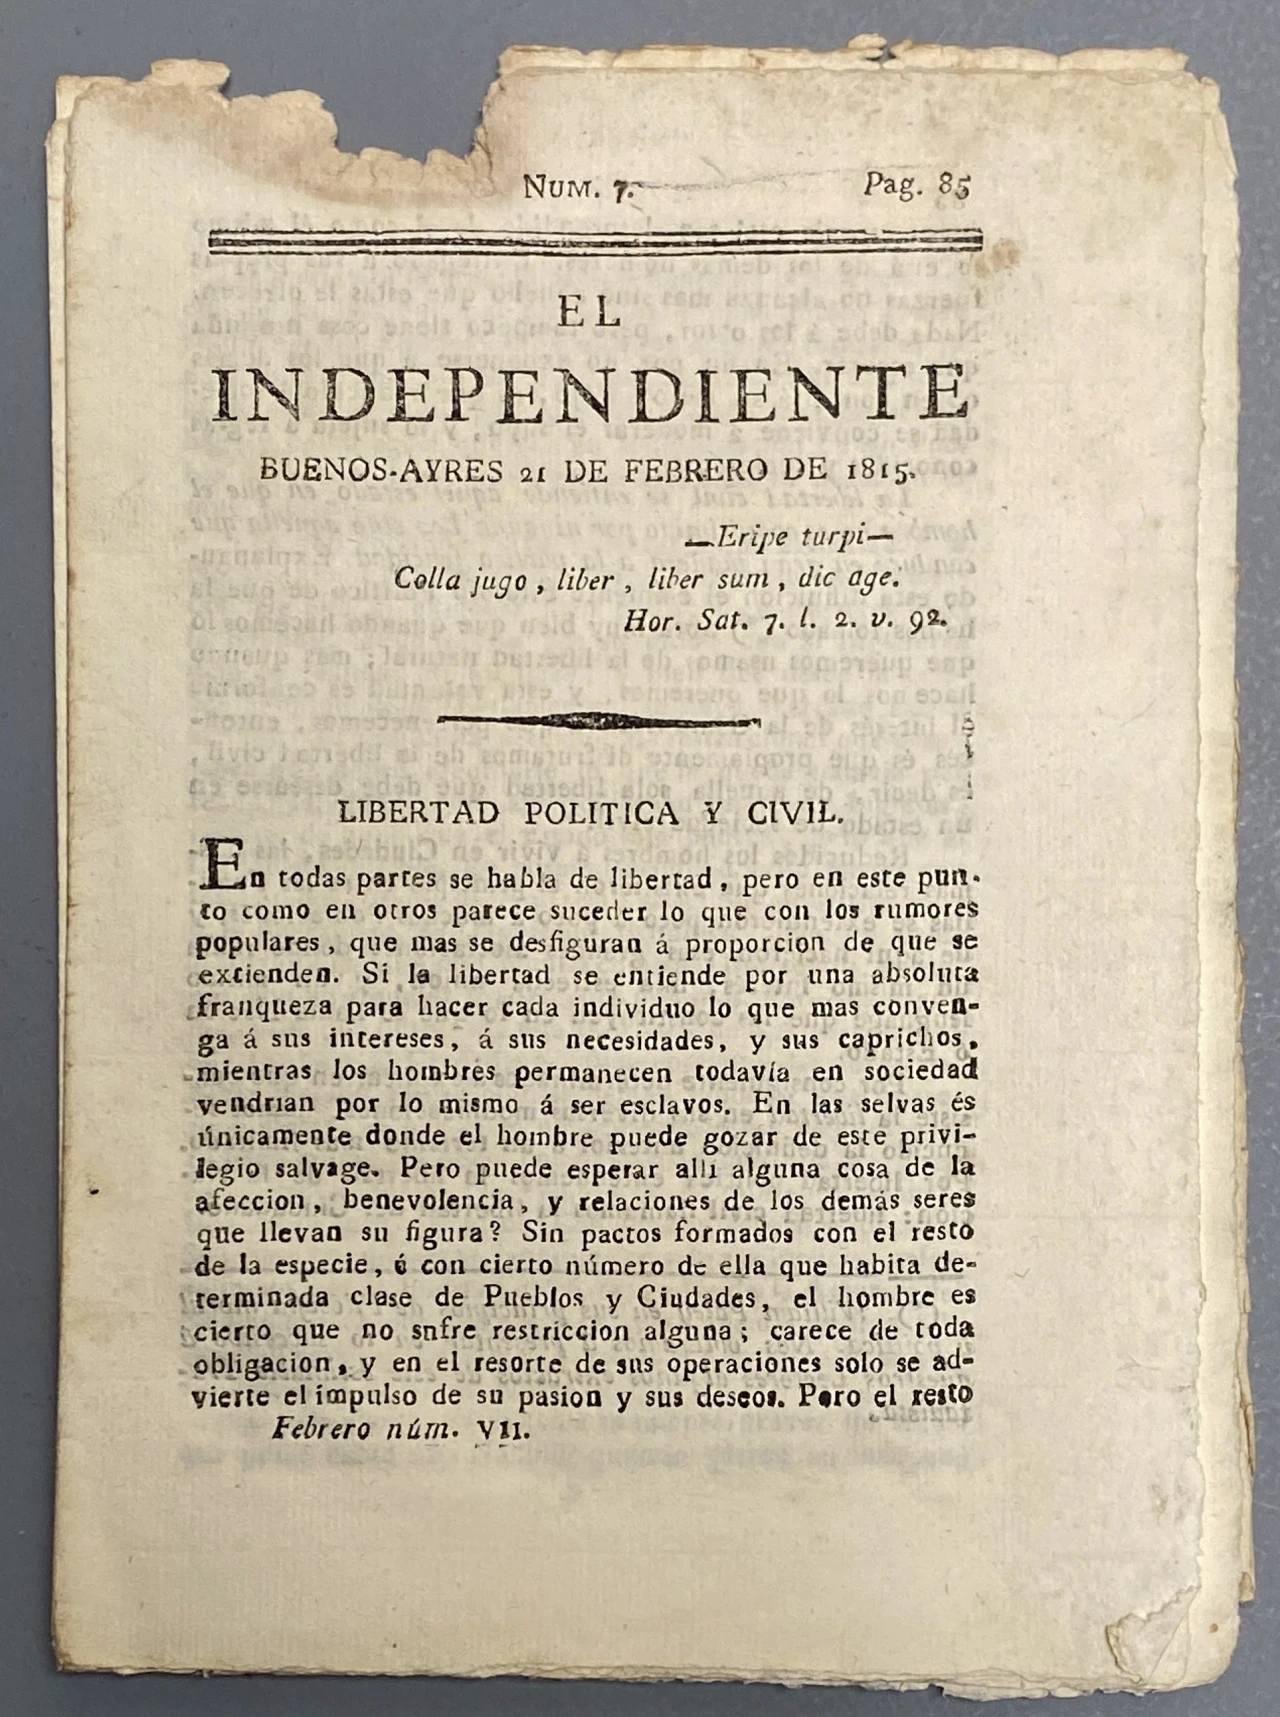 NUM. 7. Pag. 85
EL
INDEPENDIENTE
BUENOS-AYRES 21 DE FEBRERO DE 1815.
—Eripe turpi—
Colla jugo, liber, liber sum, dic age.
Hor. Sat. 7. l. 2. v. 92.
LIBERTAD POLITICA Y CIVIL.
En todas partes se habla de libertad, pero en este pun-
to como en otros parece suceder lo que con los rumores
populares, que mas se desfiguran á proporcion de que se
extienden. Si la libertad se entiende por una absoluta
franqueza para hacer cada individuo lo que mas conven-
ga á sus intereses, á sus necesidades, y sus caprichos,
mientras los hombres permanecen todavía en sociedad
vendrian por lo mismo á ser esclavos. En las selvas és
únicamente donde el hombre puede gozar de este privi-
legio salvage. Pero puede esperar alli alguna cosa de la
afeccion, benevolencia, y relaciones de los demás seres
que llevan su figura? Sin pactos formados con el resto
de la especie, ó con cierto número de ella que habita de-
terminada clase de Pueblos y Ciudades, el hombre es
cierto que no snfre restriccion alguna; carece de toda
obligacion, y en el resorte de sus operaciones solo se ad-
vierte el impulso de su pasion y sus deseos. Pero el resto
Febrero núm. VII.